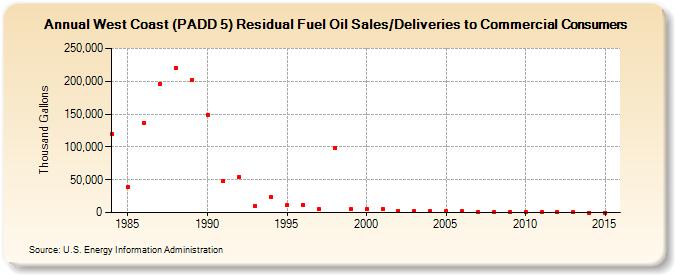 Annual West Coast (PADD 5) Residual Fuel Oil Sales/Deliveries to Commercial Consumers
Thousand Gallons
250,000
200,000
150,000
100,000
50,000
0
1985 1990 1995 2000 2005 2010 2015
Source: U.S. Energy Information Administration